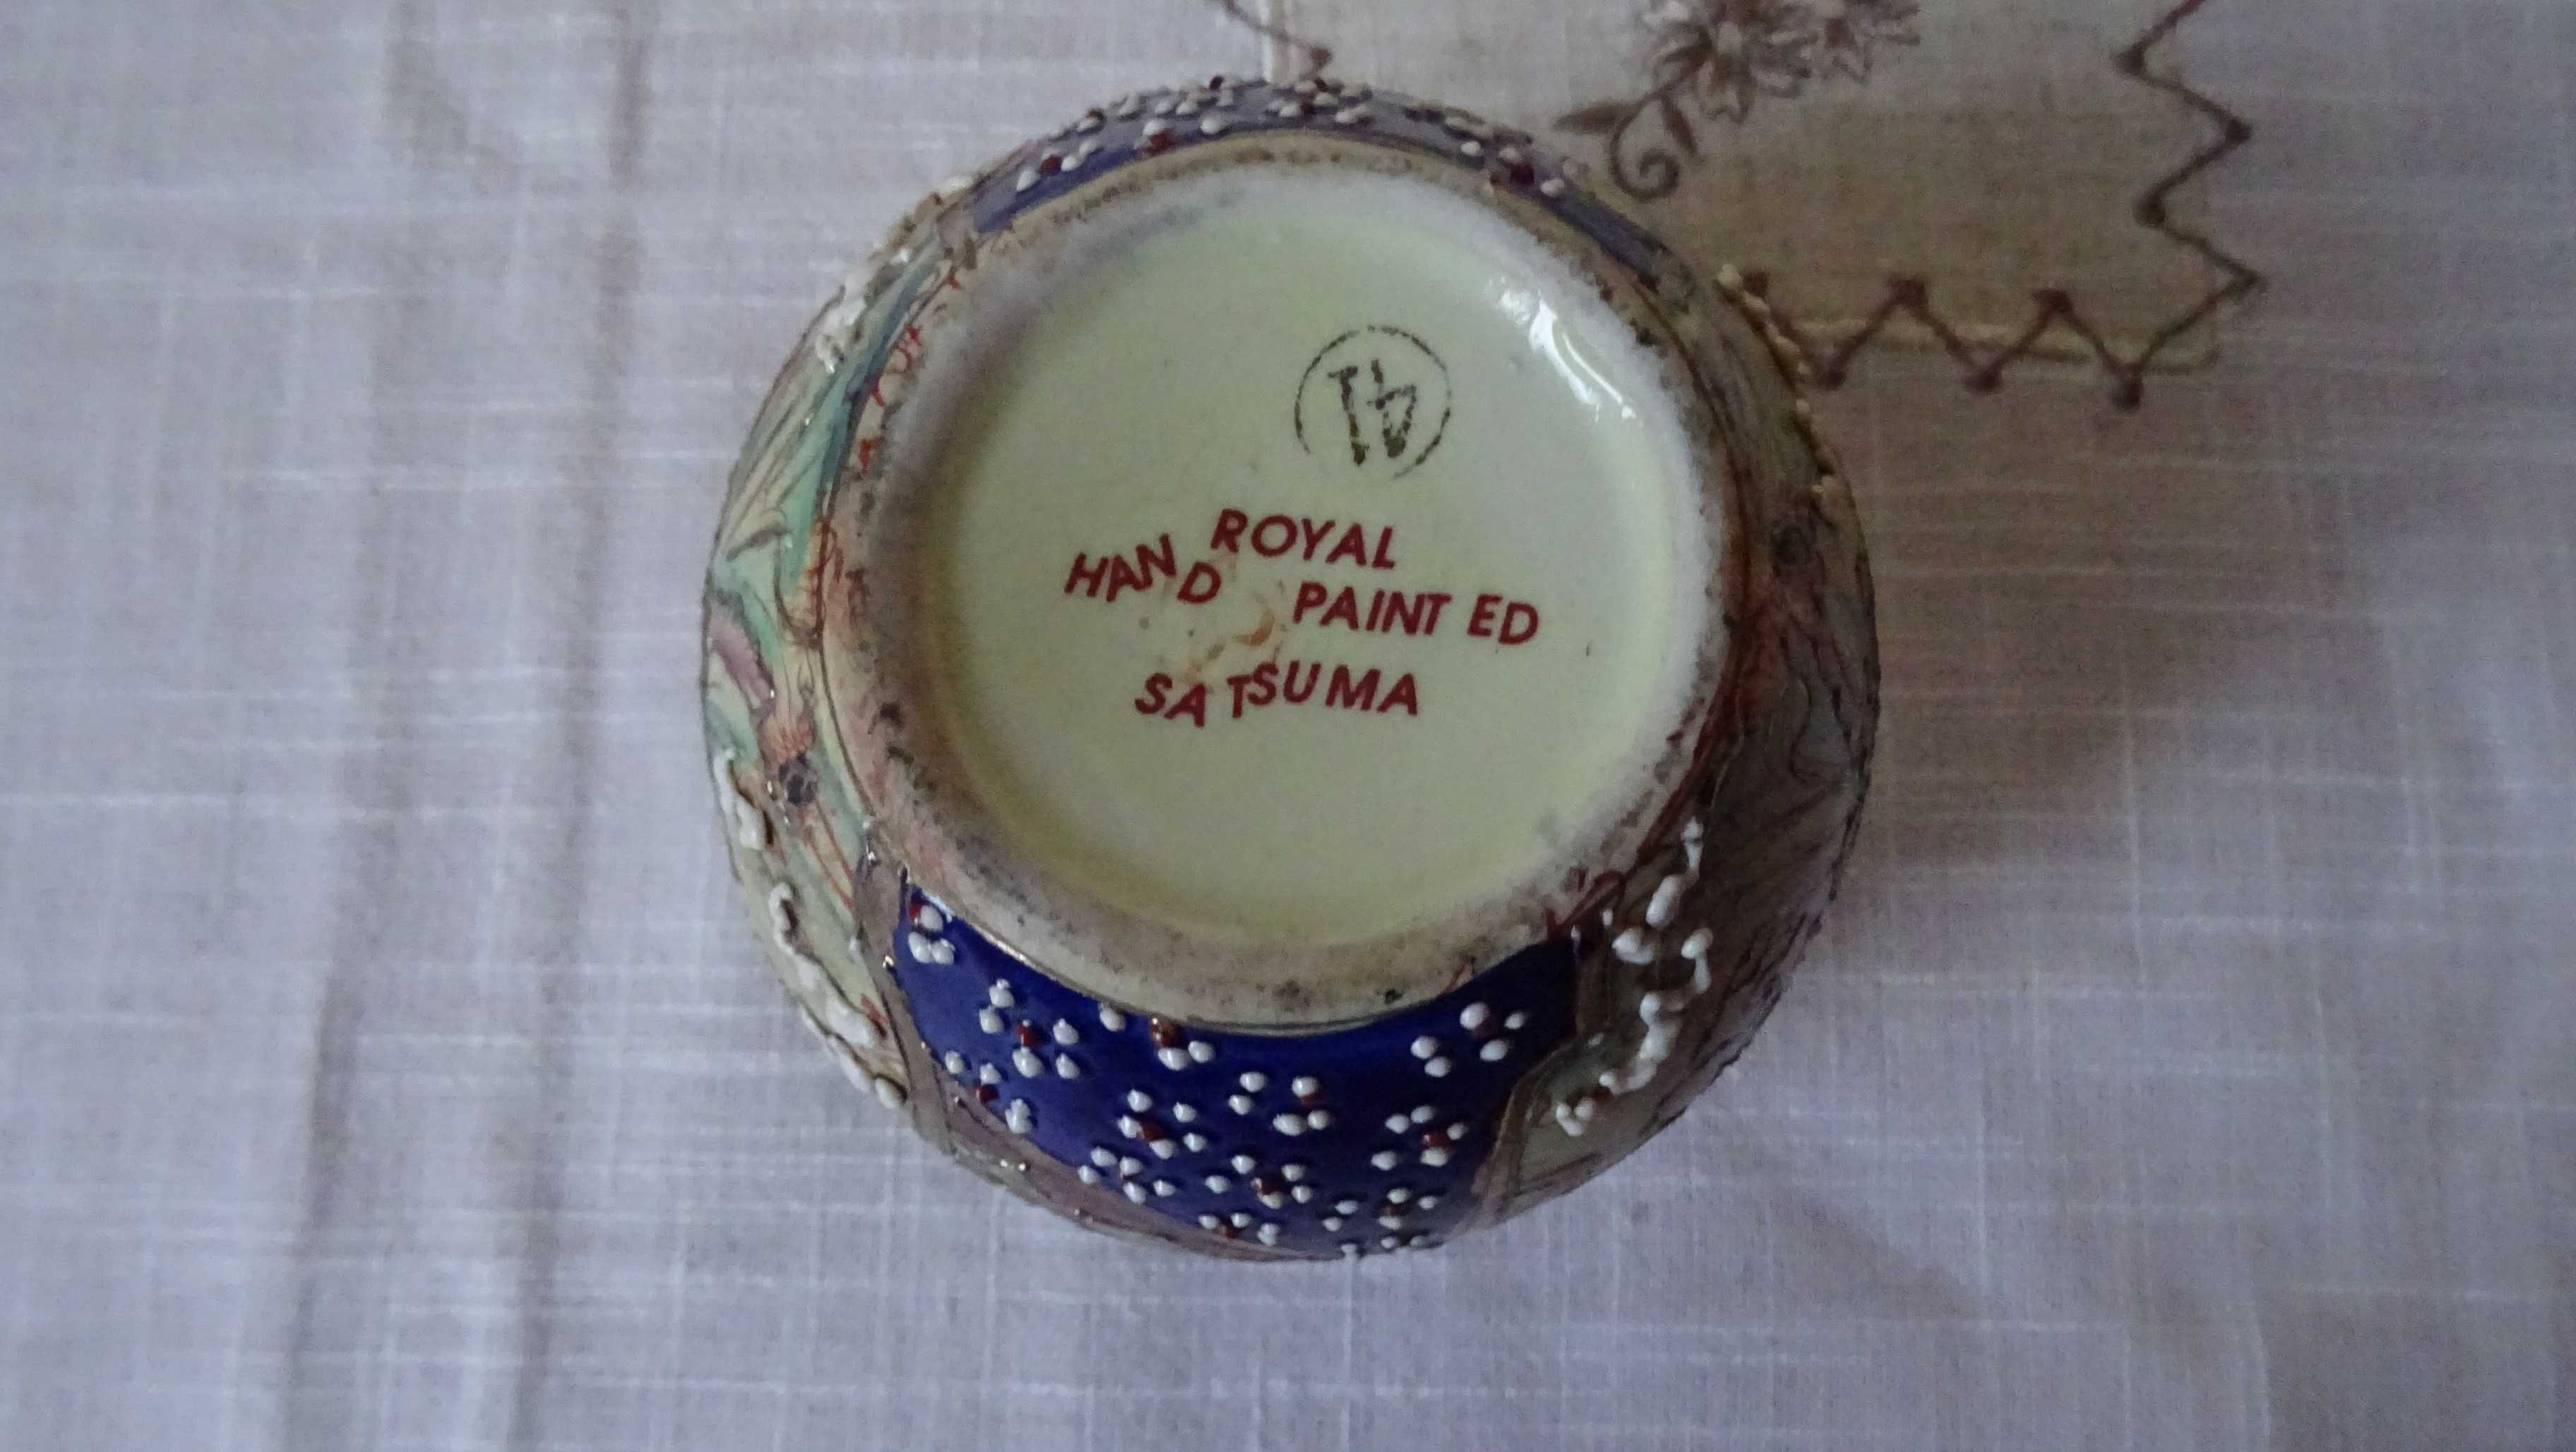 41
ROYAL
HAND PAINTED
SATSUMA